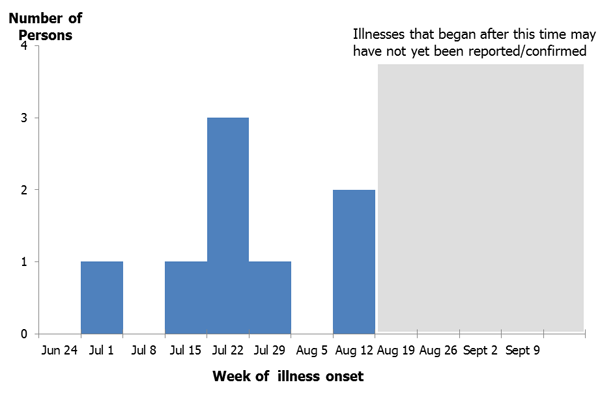 Number of
Persons
Illnesses that began after this time may
have not yet been reported/confirmed
4
3
2
1
0
Jun 24 Jul 1 Jul 8 Jul 15 Jul 22 Jul 29 Aug 5 Aug 12 Aug 19 Aug 26 Sept 2 Sept 9
Week of illness onset